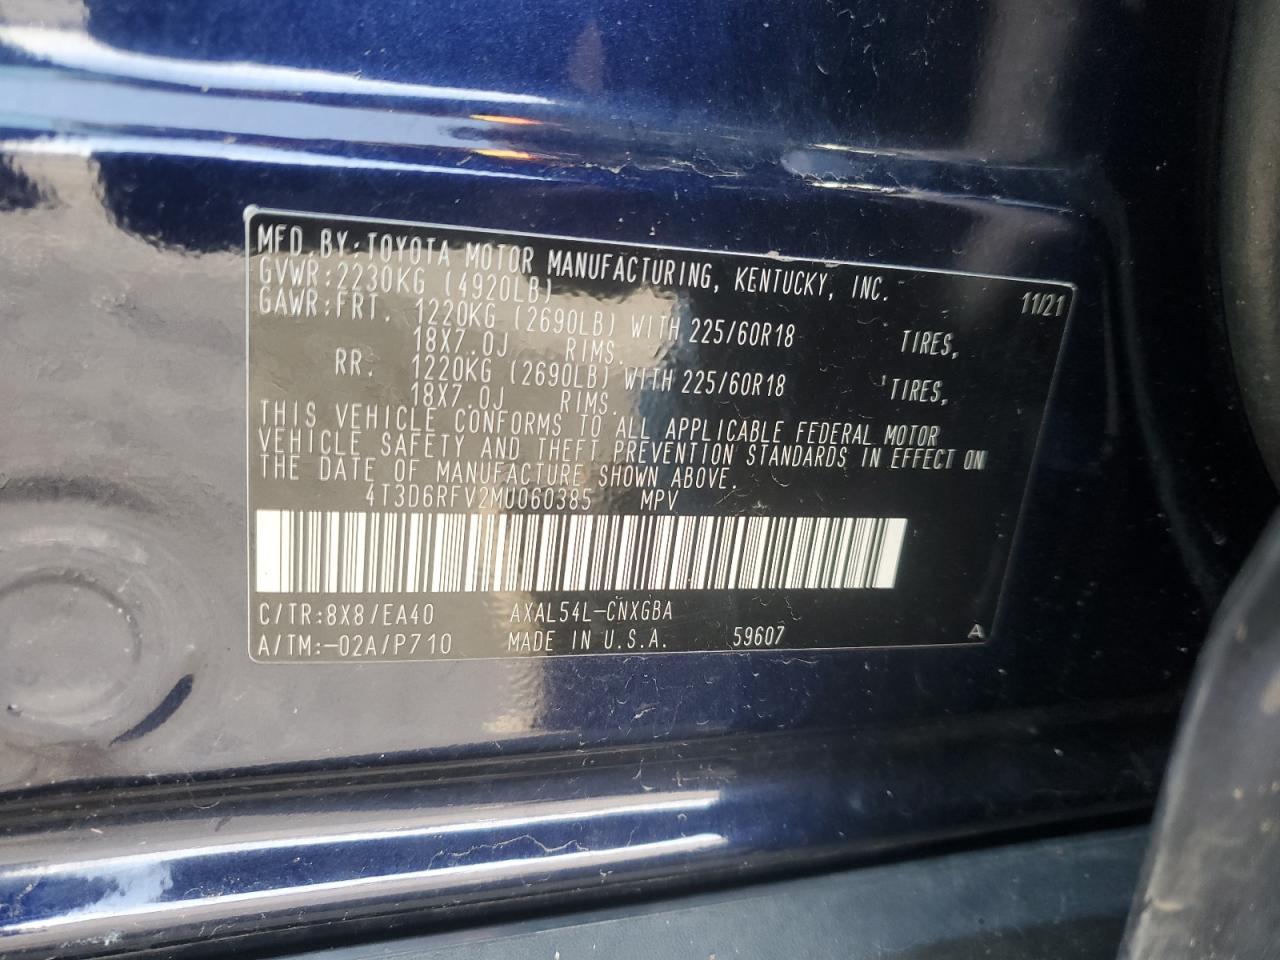 MFD. BY: TOYOTA MOTOR MANUFACTURING, KENTUCKY, INC.
GVWR: 2230KG (4920LB) 11/21
GAWR: FRT. 1220KG (2690LB) WITH 225/60R18 TIRES,
18X7.0J RIMS.
RR. 1220KG (2690LB) WITH 225/60R18 TIRES,
18X7.0J RIMS.
THIS VEHICLE CONFORMS TO ALL APPLICABLE FEDERAL MOTOR
VEHICLE SAFETY AND THEFT PREVENTION STANDARDS IN EFFECT ON
THE DATE OF MANUFACTURE SHOWN ABOVE.
4T3D6RFV2MU060385 MPV
C/TR:8X8/EA40 AXAL54L-CNXGBA
A/TM:-02A/P710 MADE IN U.S.A. 59607 A